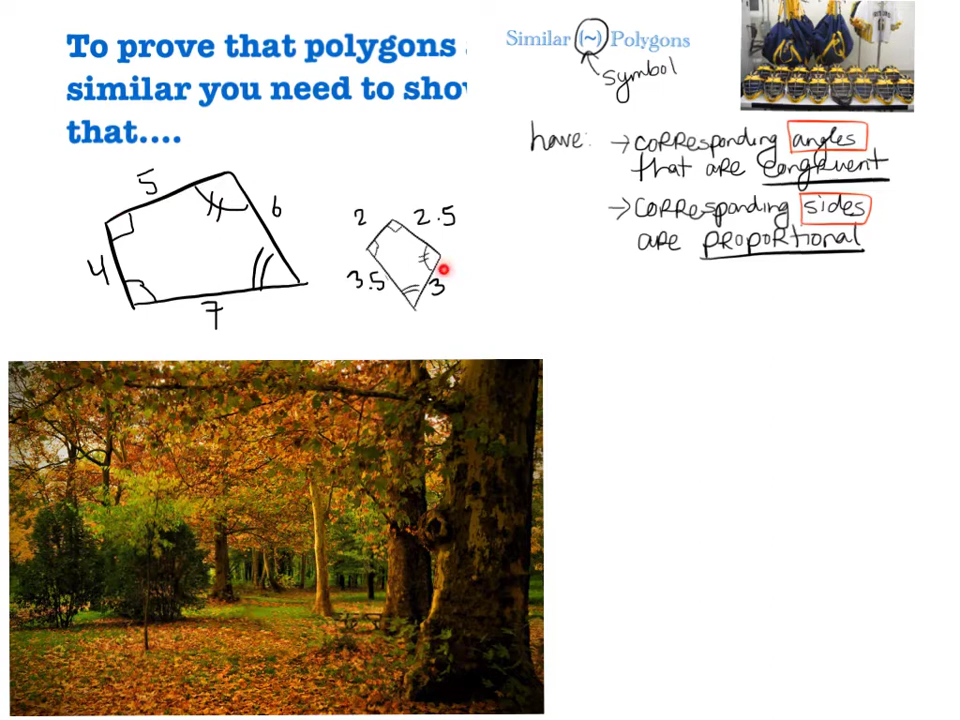 To prove that polygons
similar you need to sho
that....
5
6
4
7
2
2.5
3.5
3
Similar (~) Polygons
symbol
have: → corresponding angles
that are congruent
→ corresponding sides
are proportional